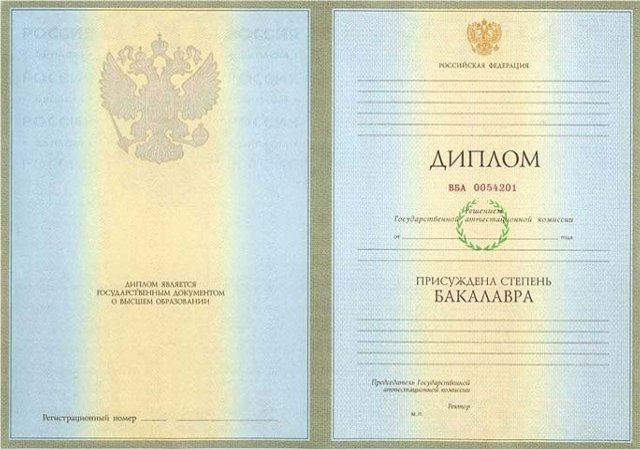 РОССИЯ
ДИПЛОМ ЯВЛЯЕТСЯ
ГОСУДАРСТВЕННЫМ ДОКУМЕНТОМ
О ВЫСШЕМ ОБРАЗОВАНИИ
Регистрационный номер
РОССИЙСКАЯ ФЕДЕРАЦИЯ
ДИПЛОМ
ВБА 0054201
Решением
Государственной аттестационной комиссии
от года
ПРИСУЖДЕНА СТЕПЕНЬ
БАКАЛАВРА
Председатель Государственной
аттестационной комиссии
Ректор
М.П.